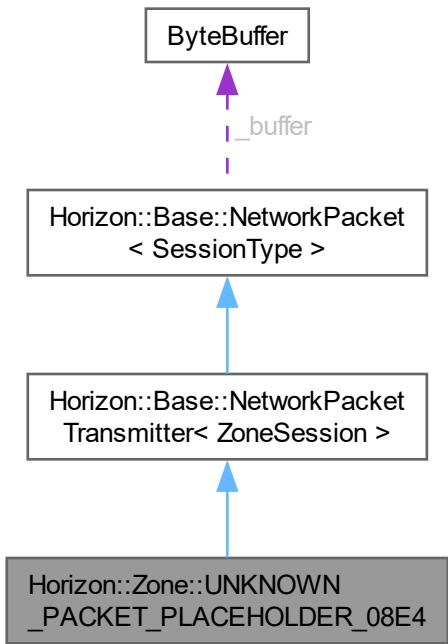 ByteBuffer
_buffer
Horizon::Base::NetworkPacket
< SessionType >
Horizon::Base::NetworkPacket
Transmitter< ZoneSession >
Horizon::Zone::UNKNOWN
_PACKET_PLACEHOLDER_08E4